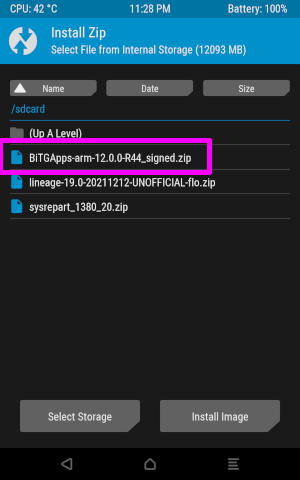 CPU: 42 °C 11:28 PM Battery: 100%
Install Zip
Select File from Internal Storage (12093 MB)
Name Date Size
/sdcard
(Up A Level)
BiTGApps-arm-12.0.0-R44_signed.zip
lineage-19.0-20211212-UNOFFICIAL-flo.zip
sysrepart_1380_20.zip
Select Storage Install Image